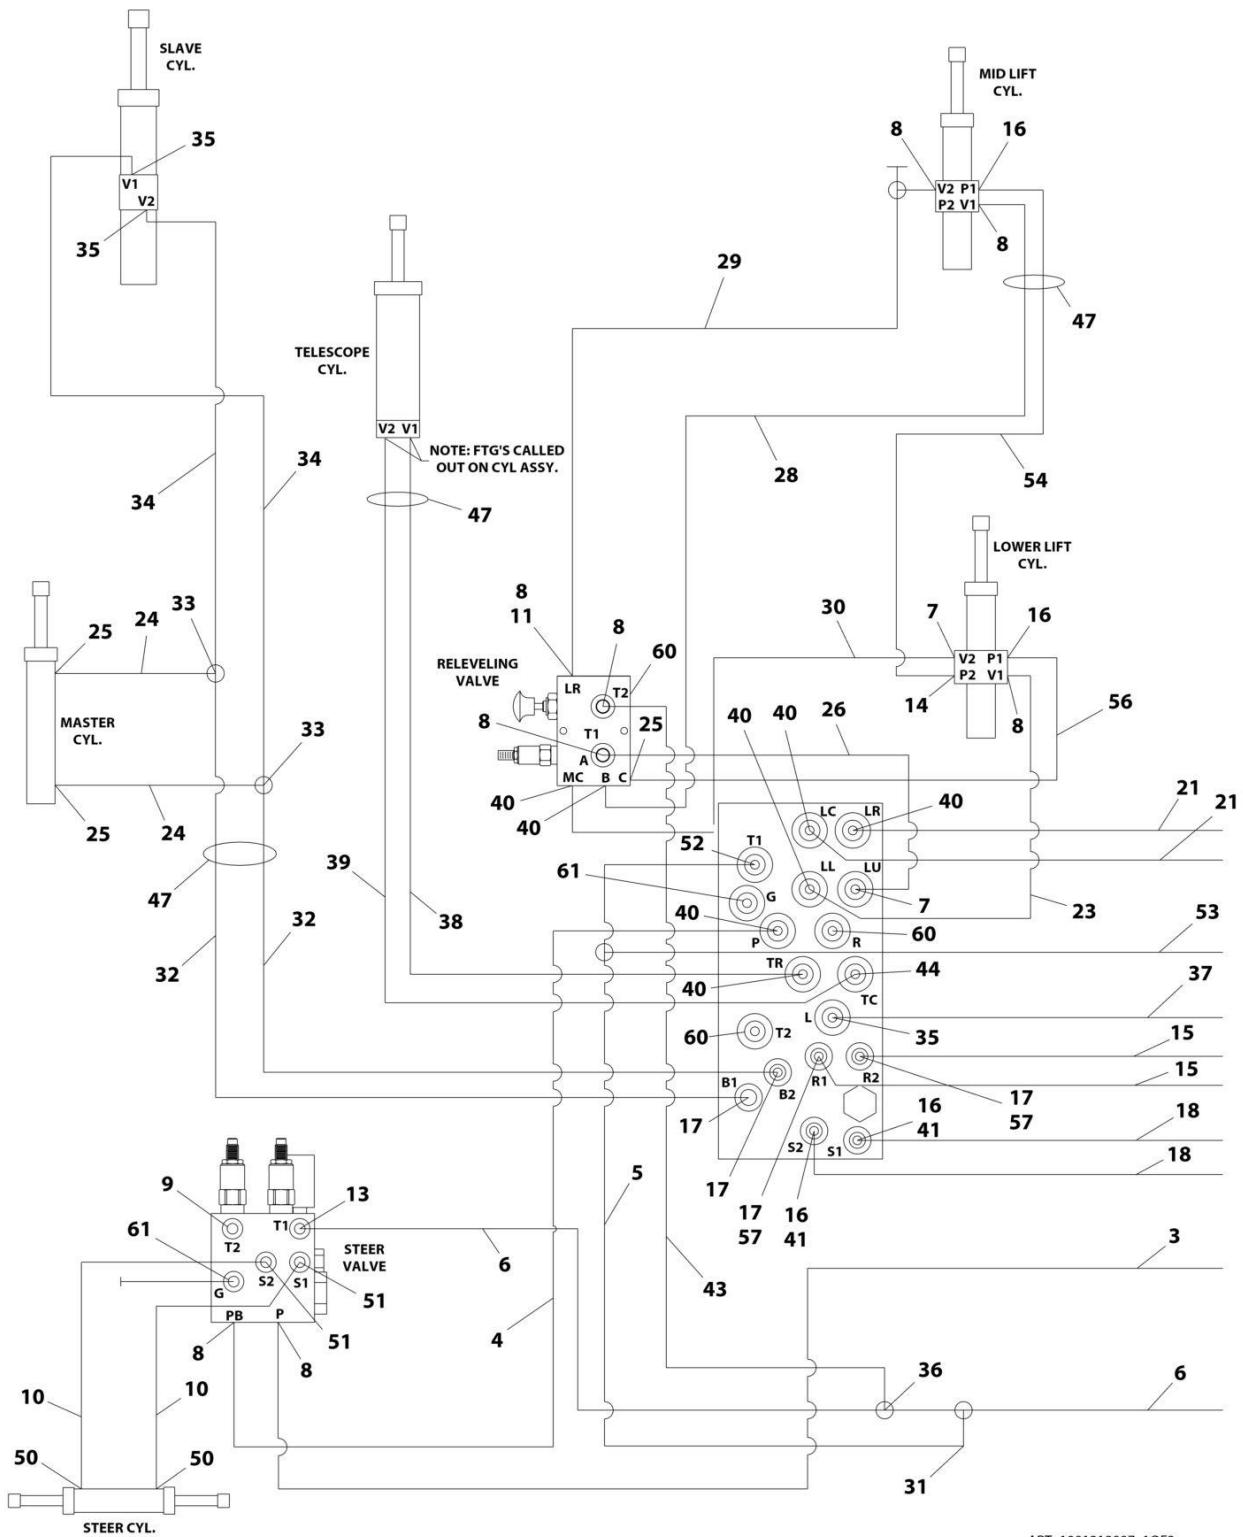 SLAVE
CYL.
35
V1
V2
35
MID LIFT
CYL.
8
16
V2 P1
P2 V1
8
47
29
TELESCOPE
CYL.
V2 V1
NOTE: FTG'S CALLED
OUT ON CYL ASSY.
47
28
54
34
34
LOWER LIFT
CYL.
33
24
25
8
11
8
60
30
7
16
V2 P1
P2 V1
14
8
RELEVELING
VALVE
LR
T2
T1
A
MC B C
8
25
40
40
26
56
MASTER
CYL.
33
25
24
40
40
LC
LR
40
21
21
52
T1
LL
LU
61
G
7
23
47
39
38
40
P
60
R
53
32
32
TR
40
44
TC
37
L
35
60
T2
15
15
B1
B2
R1
R2
17
17
57
16
41
18
18
S2
S1
17
17
57
16
41
5
9
13
61
T1
T2
STEER
VALVE
6
S2
S1
G
51
PB
P
51
8
8
3
43
4
10
10
36
6
50
50
31
STEER CYL.